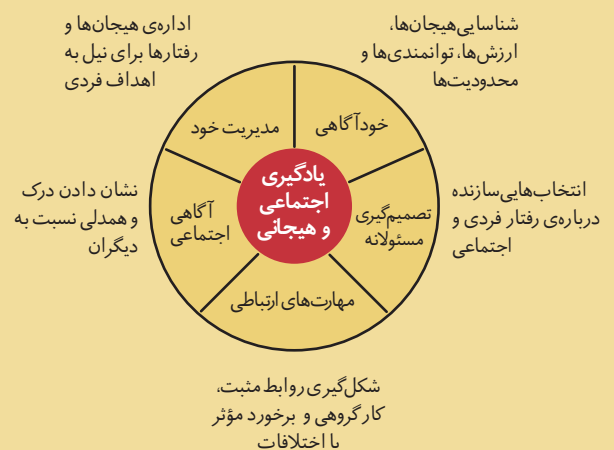 شناسایی هیجان‌ها،
ارزش‌ها، توانمندی‌ها و
محدودیت‌ها
اداره‌ی هیجان‌ها و
رفتارها برای نیل به
اهداف فردی
خودآگاهی
مدیریت خود
یادگیری
اجتماعی
و هیجانی
انتخاب‌هایی سازنده
درباره‌ی رفتار فردی و
اجتماعی
تصمیم‌گیری
مسئولانه
آگاهی
اجتماعی
نشان دادن درک
و همدلی نسبت به
دیگران
مهارت‌های ارتباطی
شکل‌گیری روابط مثبت،
کار گروهی و برخورد مؤثر
با اختلافات